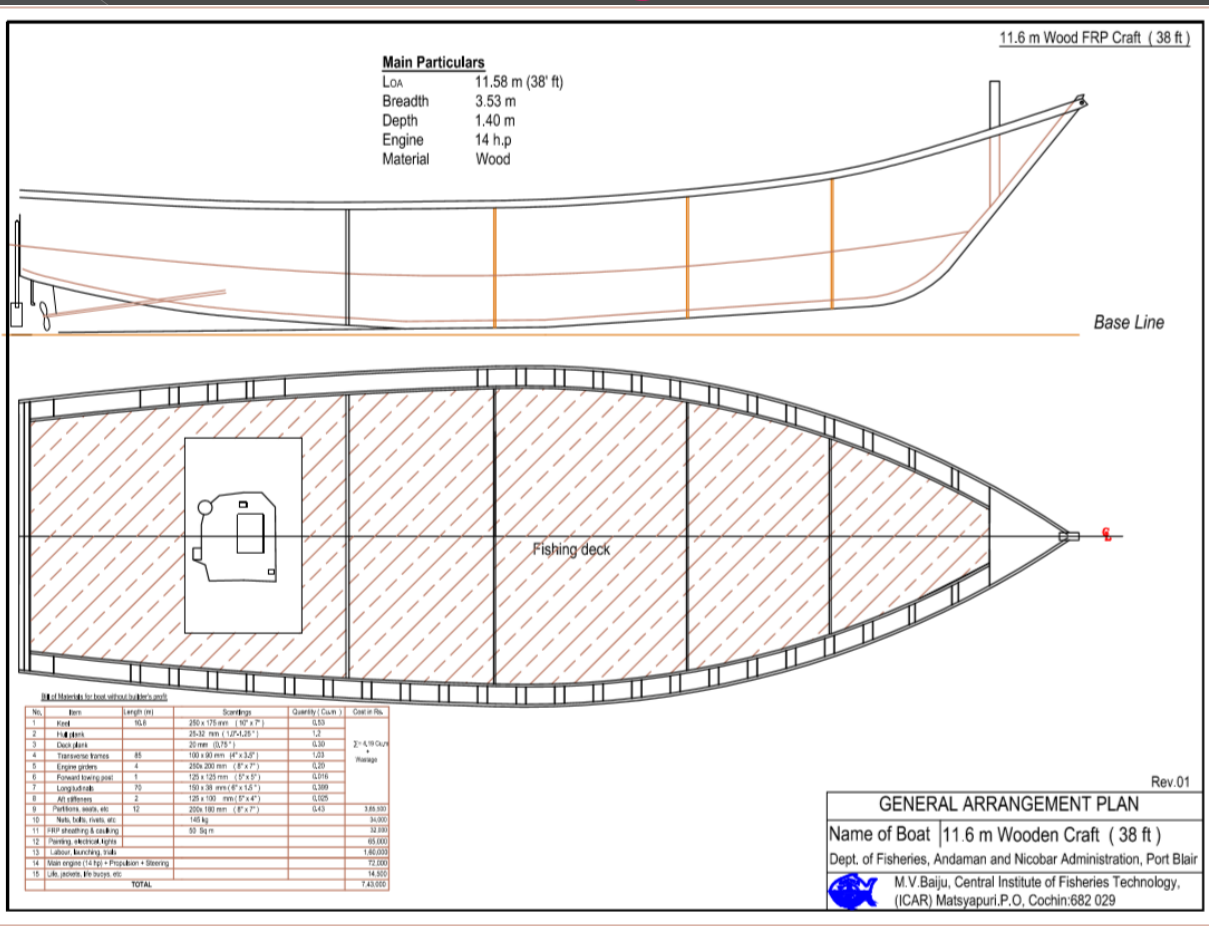 11.6 m Wood FRP Craft ( 38 ft )
Main Particulars
LOA 11.58 m (38' ft)
Breadth 3.53 m
Depth 1.40 m
Engine 14 h.p
Material Wood
Base Line
Fishing deck
Bill of Materials for boat without builder's profit
No. Item Length (m) Scantlings Quantity ( Cu.m ) Cost in Rs.
1 Keel 10.6 250 x 175 mm ( 10" x 7" ) 0.53
2 Hull plank 25-32 mm ( 1.0"-1.25" ) 1.2
3 Deck plank 20 mm (0.75" ) 0.30
4 Transverse frames 85 100 x 90 mm (4" x 3.5" ) 1.03
5 Engine girders 4 250x 200 mm ( 8" x 7" ) 0.20
6 Forward towing post 1 125 x 125 mm ( 5" x 5" ) 0.016
7 Longitudinals 70 150 x 38 mm ( 6" x 1.5" ) 0.399
8 Aft stiffeners 2 125 x 100 mm ( 5" x 4" ) 0.025
9 Partitions, seats, etc 12 200x 180 mm ( 8" x 7" ) 0.43
+
Wastage
10 Nails, bolts, rivets, etc 145 kg 34,000
11 FRP sheathing & caulking 50 Sq m
12 Painting, electrical, lights 65,000
13 Labour, launching, trials 1,60,000
14 Main engine (14 hp) + Propulsion + Steering 72,000
15 Life jackets, life buoys, etc 14,500
TOTAL 7,43,000
Rev.01
GENERAL ARRANGEMENT PLAN
Name of Boat 11.6 m Wooden Craft ( 38 ft )
Dept. of Fisheries, Andaman and Nicobar Administration, Port Blair
M.V.Baiju, Central Institute of Fisheries Technology,
(ICAR) Matsyapuri.P.O, Cochin:682 029